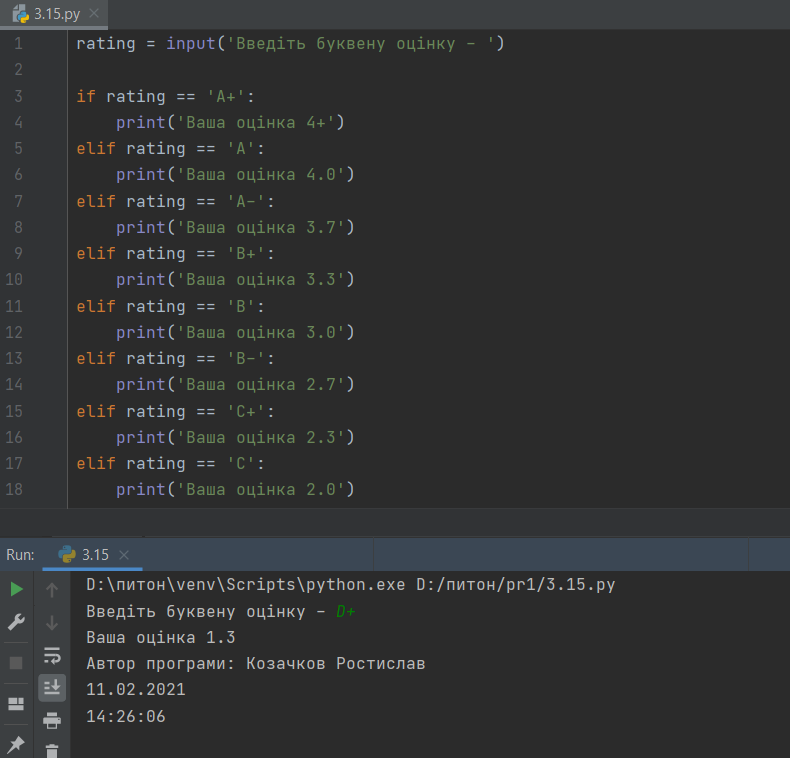 3.15.py
1 rating = input('Введіть буквену оцінку - ')
2
3 if rating == 'A+':
4 print('Ваша оцінка 4+')
5 elif rating == 'A':
6 print('Ваша оцінка 4.0')
7 elif rating == 'A-':
8 print('Ваша оцінка 3.7')
9 elif rating == 'B+':
10 print('Ваша оцінка 3.3')
11 elif rating == 'B':
12 print('Ваша оцінка 3.0')
13 elif rating == 'B-':
14 print('Ваша оцінка 2.7')
15 elif rating == 'C+':
16 print('Ваша оцінка 2.3')
17 elif rating == 'C':
18 print('Ваша оцінка 2.0')
Run: 3.15
D:\питон\venv\Scripts\python.exe D:/питон/pr1/3.15.py
Введіть буквену оцінку - D+
Ваша оцінка 1.3
Автор програми: Козачков Ростислав
11.02.2021
14:26:06